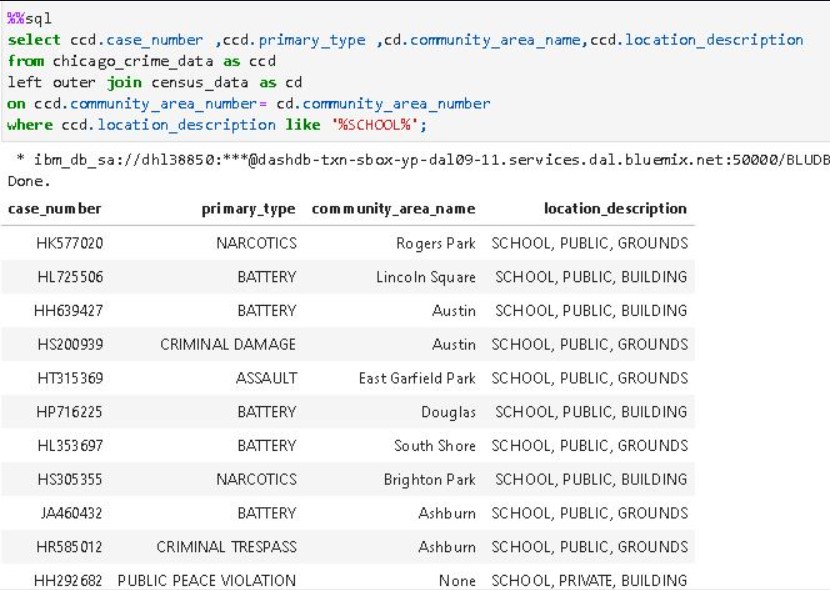 %%sql
select ccd.case_number ,ccd.primary_type ,cd.community_area_name,ccd.location_description
from chicago_crime_data as ccd
left outer join census_data as cd
on ccd.community_area_number= cd.community_area_number
where ccd.location_description like '%SCHOOL%';
* ibm_db_sa://dhl38850:***@dashdb-txn-sbox-yp-dal09-11.services.dal.bluemix.net:50000/BLUDB
Done.
case_number primary_type community_area_name location_description
HK577020 NARCOTICS Rogers Park SCHOOL, PUBLIC, GROUNDS
HL725506 BATTERY Lincoln Square SCHOOL, PUBLIC, BUILDING
HH639427 BATTERY Austin SCHOOL, PUBLIC, BUILDING
HS200939 CRIMINAL DAMAGE Austin SCHOOL, PUBLIC, GROUNDS
HT315369 ASSAULT East Garfield Park SCHOOL, PUBLIC, GROUNDS
HP716225 BATTERY Douglas SCHOOL, PUBLIC, BUILDING
HL353697 BATTERY South Shore SCHOOL, PUBLIC, GROUNDS
HS305355 NARCOTICS Brighton Park SCHOOL, PUBLIC, BUILDING
JA460432 BATTERY Ashburn SCHOOL, PUBLIC, GROUNDS
HR585012 CRIMINAL TRESPASS Ashburn SCHOOL, PUBLIC, GROUNDS
HH292682 PUBLIC PEACE VIOLATION None SCHOOL, PRIVATE, BUILDING